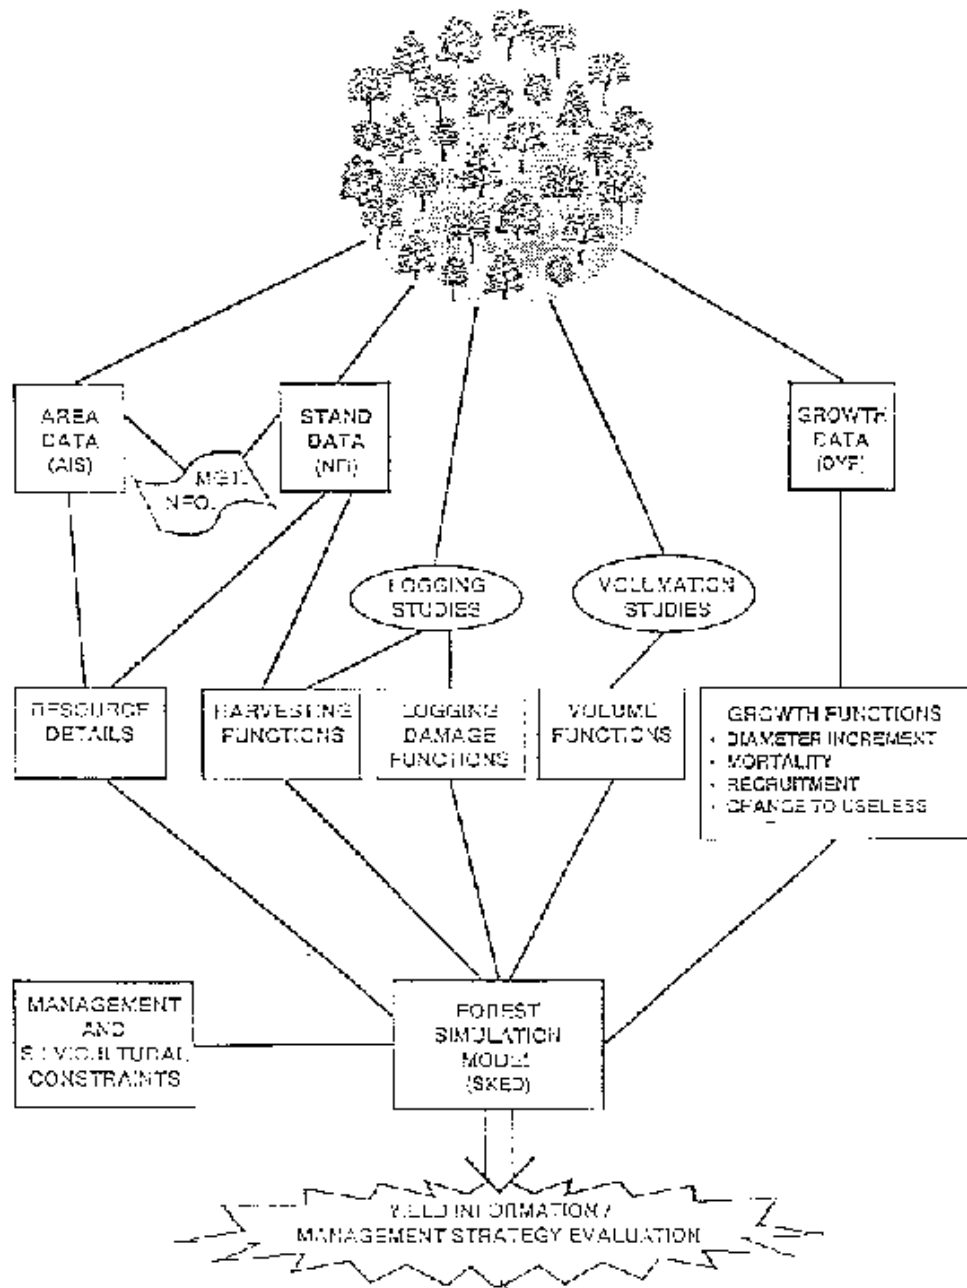 AREA
DATA
(AIS)
STAND
DATA
(NFI)
GROWTH
DATA
MGT.
INFO.
LOGGING
STUDIES
VOLUMATION
STUDIES
RESOURCE
DETAILS
HARVESTING
FUNCTIONS
LOGGING
DAMAGE
FUNCTIONS
VOLUME
FUNCTIONS
GROWTH FUNCTIONS
• DIAMETER INCREMENT
• MORTALITY
• RECRUITMENT
• CHANGE TO USELESS
MANAGEMENT
AND
SILVICULTURAL
CONSTRAINTS
FOREST
SIMULATION
MODEL
(SKED)
YIELD INFORMATION /
MANAGEMENT STRATEGY EVALUATION